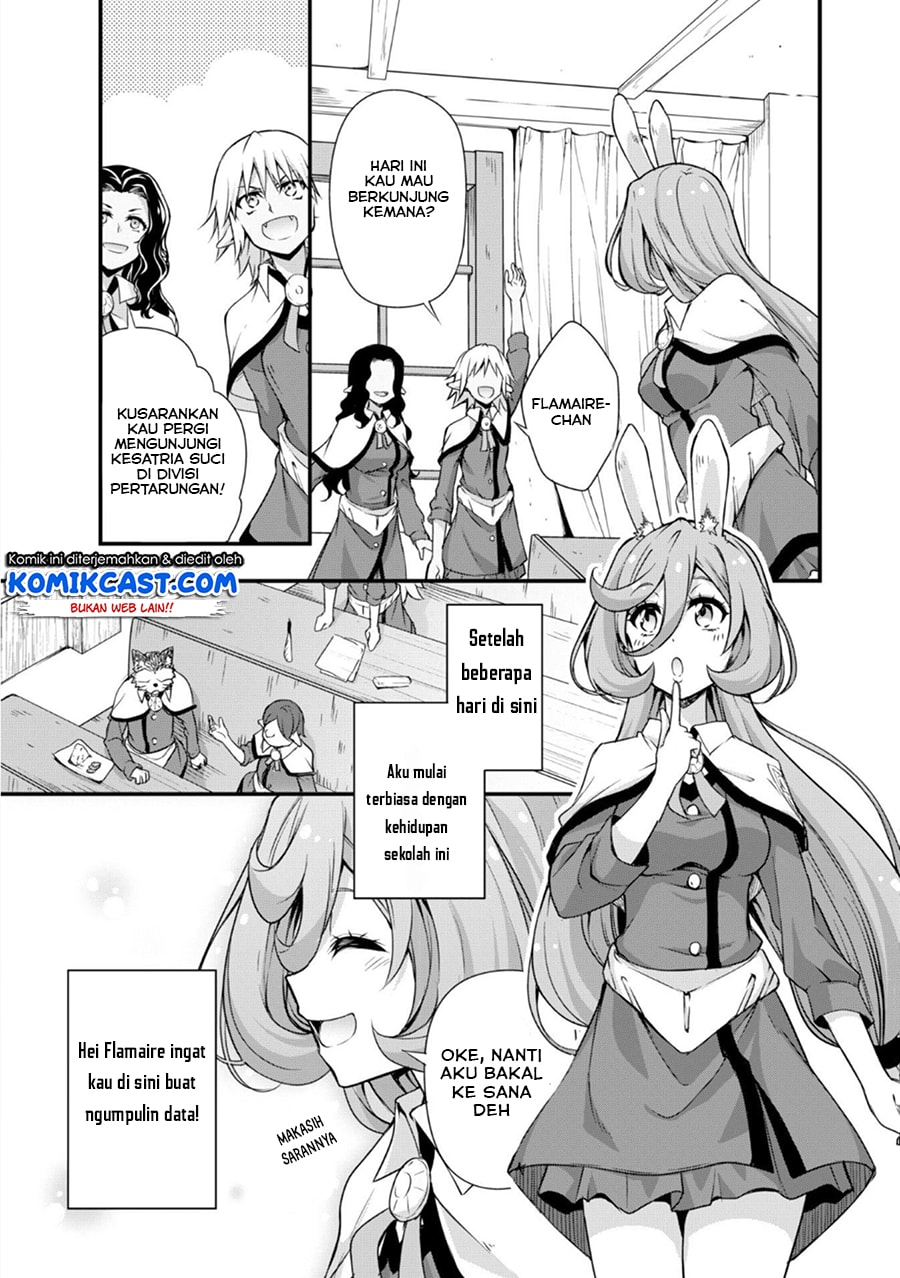 FLAMAIRE-
CHAN
HARI INI
KAU MAU
BERKUNJUNG
KEMANA?
KUSARANKAN
KAU PERGI
MENGUNJUNGI
KESATRIA SUCI
DI DIVISI
PERTARUNGAN!
Komik ini diterjemahkan & diedit oleh
KOMIKCAST.COM
BUKAN WEB LAIN!!
Setelah
beberapa
hari di sini
Aku mulai
terbiasa dengan
kehidupan
sekolah ini
OKE, NANTI
AKU BAKAL
KE SANA
DEH
MAKASIH
SARANNYA
Hei Flamaire ingat
kau di sini buat
ngumpulin data!